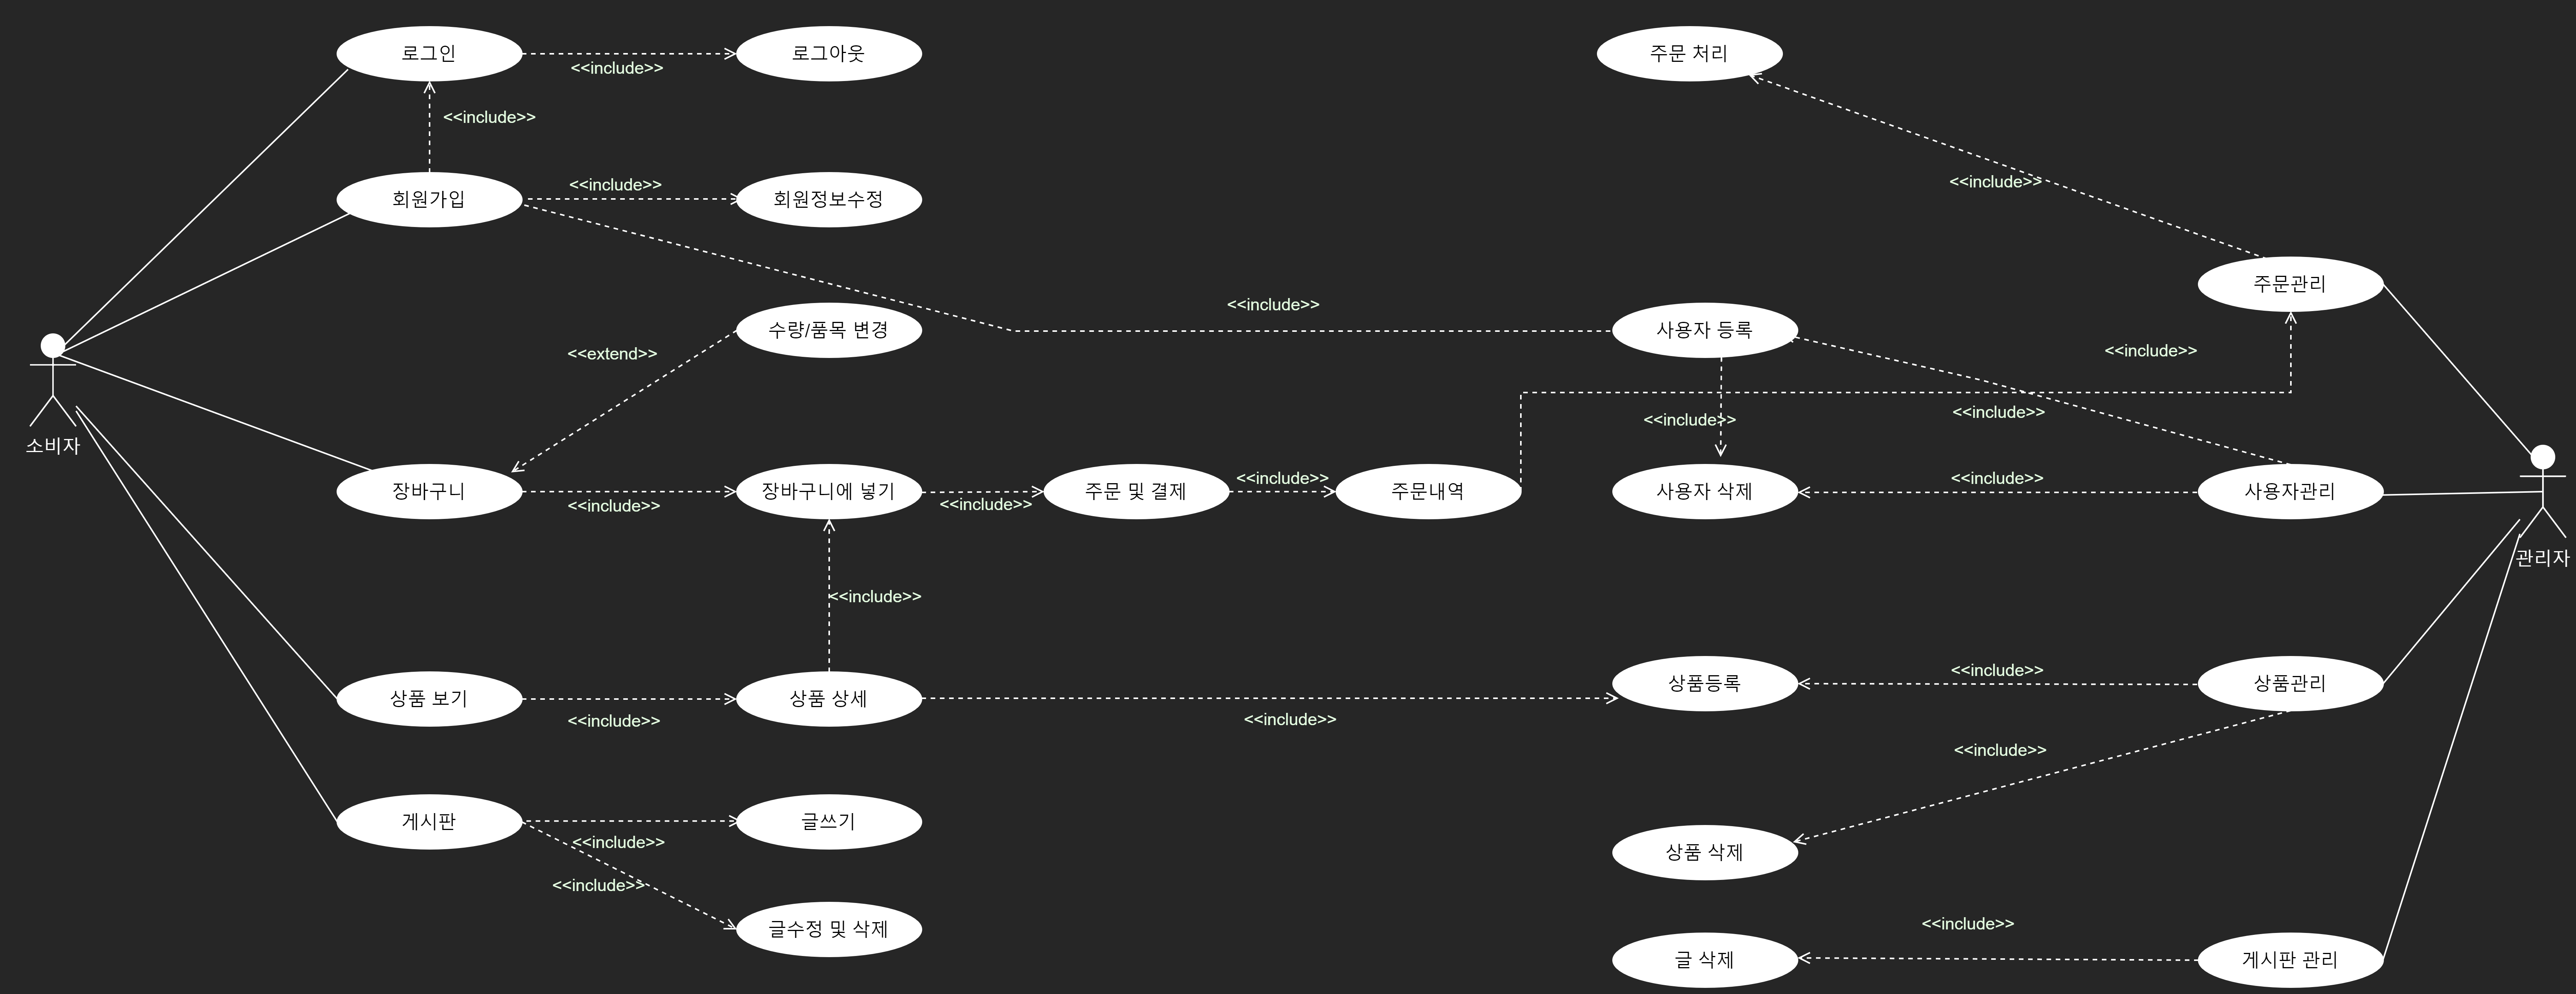 로그인
<<include>>
로그아웃
주문 처리
<<include>>
회원가입
<<include>>
회원정보수정
<<include>>
주문관리
<<include>>
수량/품목 변경
사용자 등록
<<extend>>
<<include>>
소비자
<<include>>
<<include>>
장바구니
<<include>>
장바구니에 넣기
<<include>>
주문 및 결제
<<include>>
주문내역
사용자 삭제
<<include>>
사용자관리
관리자
<<include>>
상품 보기
<<include>>
상품 상세
<<include>>
상품등록
<<include>>
상품관리
<<include>>
게시판
<<include>>
글쓰기
상품 삭제
<<include>>
글수정 및 삭제
<<include>>
글 삭제
게시판 관리